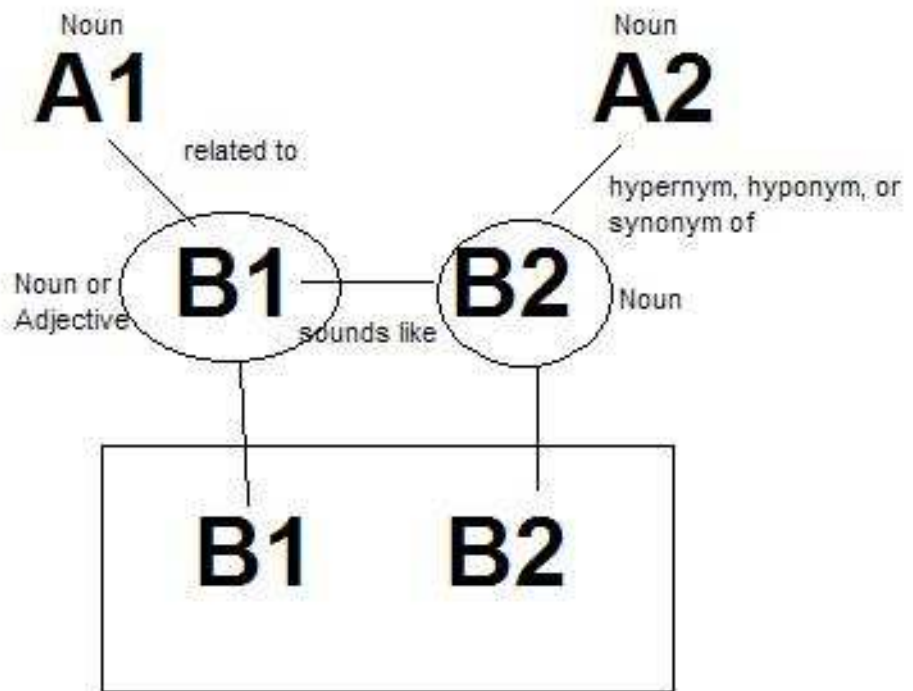 Noun
A1
Noun
A2
related to
hypernym, hyponym, or
synonym of
Noun or
Adjective
B1
sounds like
B2
Noun
B1
B2